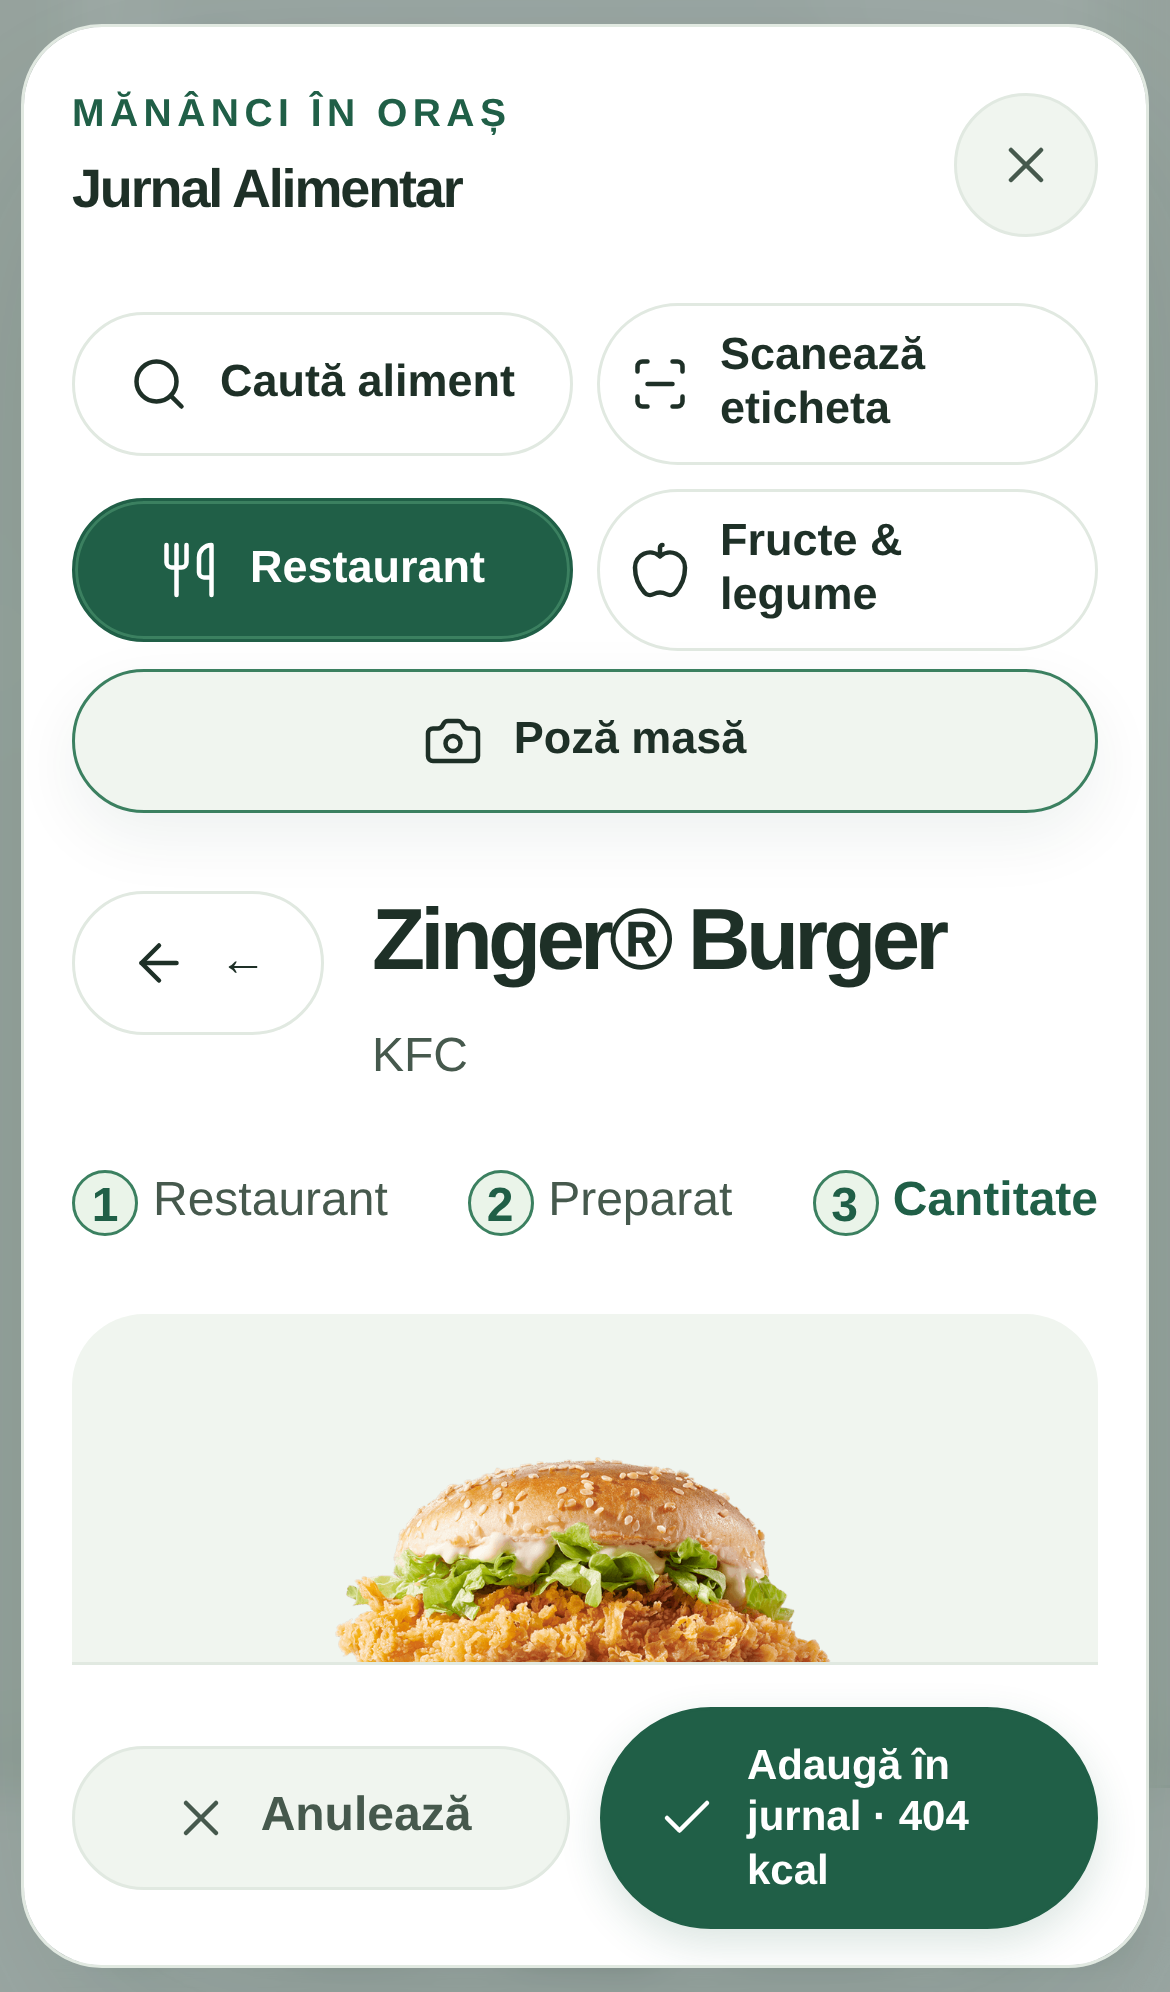 MĂNÂNCI ÎN ORAȘ
Jurnal Alimentar
Caută aliment
Scanează
eticheta
Restaurant
Fructe &
legume
Poză masă
←
Zinger® Burger
KFC
1 Restaurant
2 Preparat
3 Cantitate
Anulează
Adaugă în
jurnal · 404
kcal